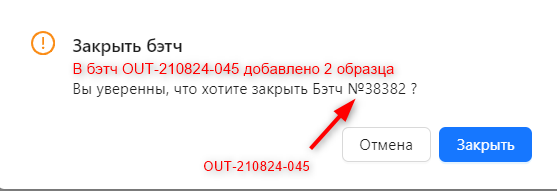 Закрыть бэтч
В бэтч OUT-210824-045 добавлено 2 образца
Вы уверенны, что хотите закрыть Бэтч №38382 ?
Отмена
Закрыть
OUT-210824-045